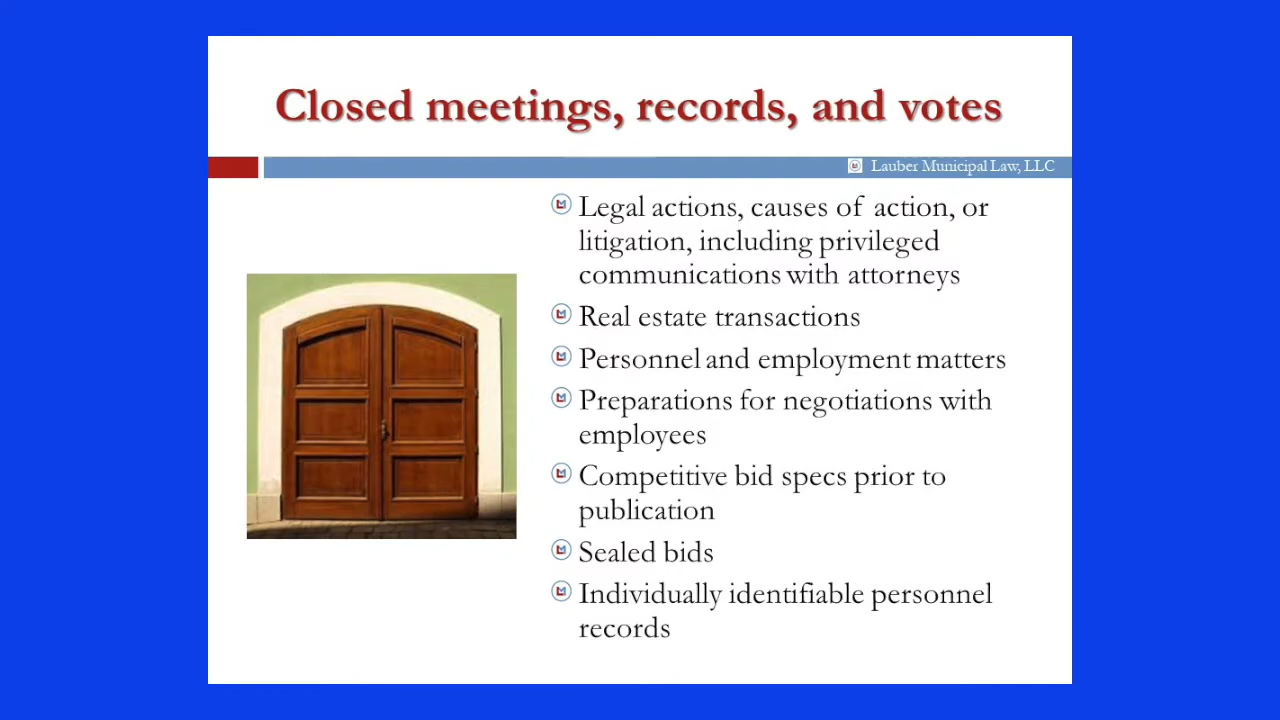 Closed meetings, records, and votes
Lauber Municipal Law, LLC
Legal actions, causes of action, or
litigation, including privileged
communications with attorneys
Real estate transactions
Personnel and employment matters
Preparations for negotiations with
employees
Competitive bid specs prior to
publication
Sealed bids
Individually identifiable personnel
records